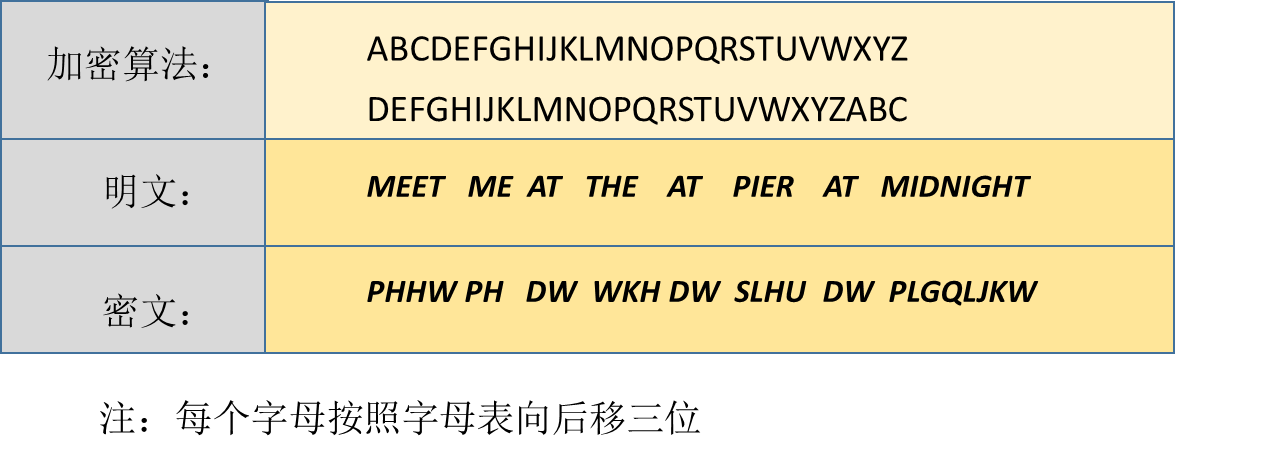 加密算法：
ABCDEFGHIJKLMNOPQRSTUVWXYZ
DEFGHIJKLMNOPQRSTUVWXYZABC
明文：
MEET ME AT THE AT PIER AT MIDNIGHT
密文：
PHHW PH DW WKH DW SLHU DW PLGQLJKW
注：每个字母按照字母表向后移三位